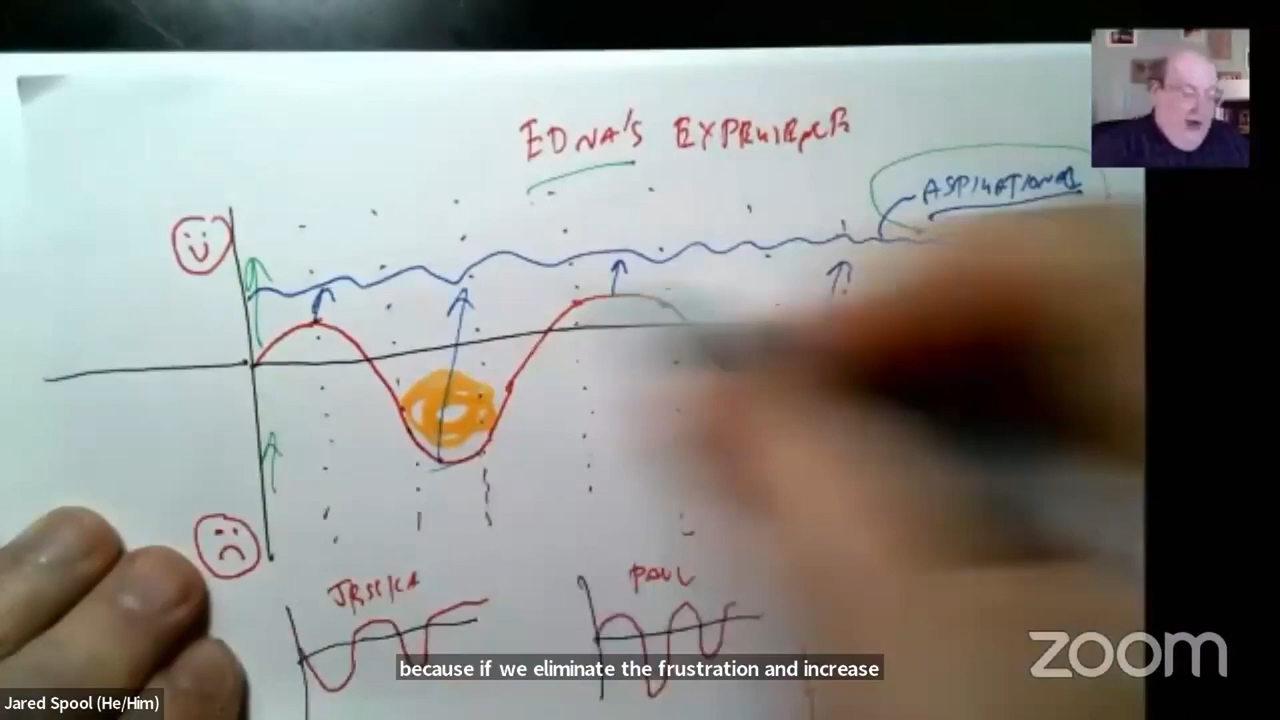 EDNA'S EXPERIENCE
ASPIRATIONAL
JESSICA
PAUL
because if we eliminate the frustration and increase
zoom
Jared Spool (He/Him)